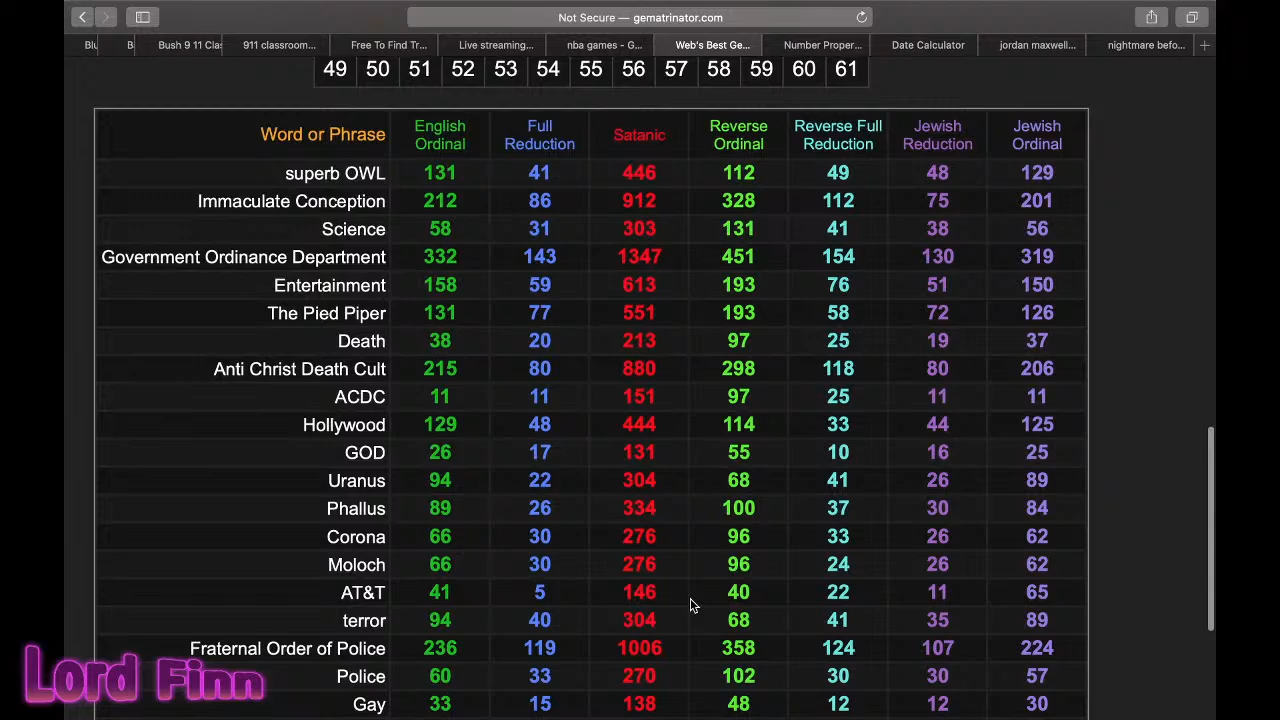 Not Secure — gematrinator.com
Blu
B
Bush 9 11 Clas
911 classroom...
Free To Find Tr...
Live streaming...
nba games - G...
Web's Best Ge...
Number Proper...
Date Calculator
jordan maxwell...
nightmare befo...
49 50 51 52 53 54 55 56 57 58 59 60 61
Word or Phrase English Ordinal Full Reduction Satanic Reverse Ordinal Reverse Full Reduction Jewish Reduction Jewish Ordinal
superb OWL 131 41 446 112 49 48 129
Immaculate Conception 212 86 912 328 112 75 201
Science 58 31 303 131 41 38 56
Government Ordinance Department 332 143 1347 451 154 130 319
Entertainment 158 59 613 193 76 51 150
The Pied Piper 131 77 551 193 58 72 126
Death 38 20 213 97 25 19 37
Anti Christ Death Cult 215 80 880 298 118 80 206
ACDC 11 11 151 97 25 11 11
Hollywood 129 48 444 114 33 44 125
GOD 26 17 131 55 10 16 25
Uranus 94 22 304 68 41 26 89
Phallus 89 26 334 100 37 30 84
Corona 66 30 276 96 33 26 62
Moloch 66 30 276 96 24 26 62
AT&T 41 5 146 40 22 11 65
terror 94 40 304 68 41 35 89
Fraternal Order of Police 236 119 1006 358 124 107 224
Police 60 33 270 102 30 30 57
Gay 33 15 138 48 12 12 30
Lord Finn